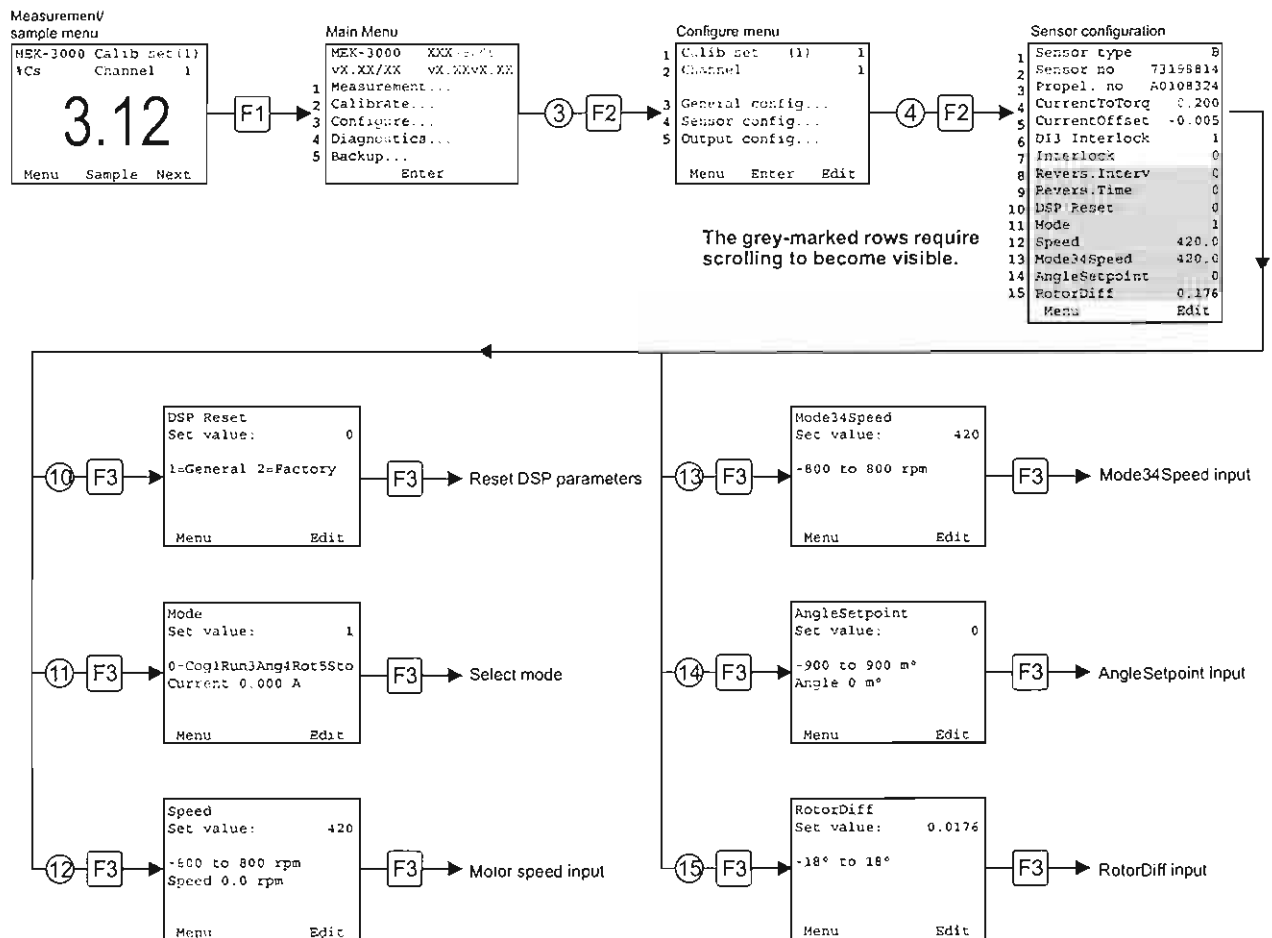 Measurement/
sample menu
MEK-3000 Calib set(1)
%Cs Channel 1
3.12
Menu Sample Next
F1
Main Menu
MEK-3000 XXX
vX.XX/XX vX.XXvX.XX
1 Measurement...
2 Calibrate...
3 Configure...
4 Diagnostics...
5 Backup...
Enter
3 F2
Configure menu
1 Calib set (1) 1
2 Channel 1
3 General config...
4 Sensor config...
5 Output config...
Menu Enter Edit
4 F2
Sensor configuration
1 Sensor type B
2 Sensor no 73198814
3 Propel. no A0108324
4 CurrentToTorq 0.200
5 CurrentOffset -0.005
6 DI3 Interlock 1
7 Interlock 0
8 Revers.Interv 0
9 Revers.Time 0
10 DSP Reset 0
11 Mode 1
12 Speed 420.0
13 Mode34Speed 420.0
14 AngleSetpoint 0
15 RotorDiff 0.176
Menu Edit
The grey-marked rows require
scrolling to become visible.
10 F3
DSP Reset
Set value: 0
1=General 2=Factory
Menu Edit
F3 Reset DSP parameters
13 F3
Mode34Speed
Set value: 420
-800 to 800 rpm
Menu Edit
F3 Mode34Speed input
11 F3
Mode
Set value: 1
0-Cog1Run3Ang4Rot5Sto
Current 0.000 A
Menu Edit
F3 Select mode
14 F3
AngleSetpoint
Set value: 0
-900 to 900 m°
Angle 0 m°
Menu Edit
F3 AngleSetpoint input
12 F3
Speed
Set value: 420
-800 to 800 rpm
Speed 0.0 rpm
Menu Edit
F3 Motor speed input
15 F3
RotorDiff
Set value: 0.0176
-18° to 18°
Menu Edit
F3 RotorDiff input